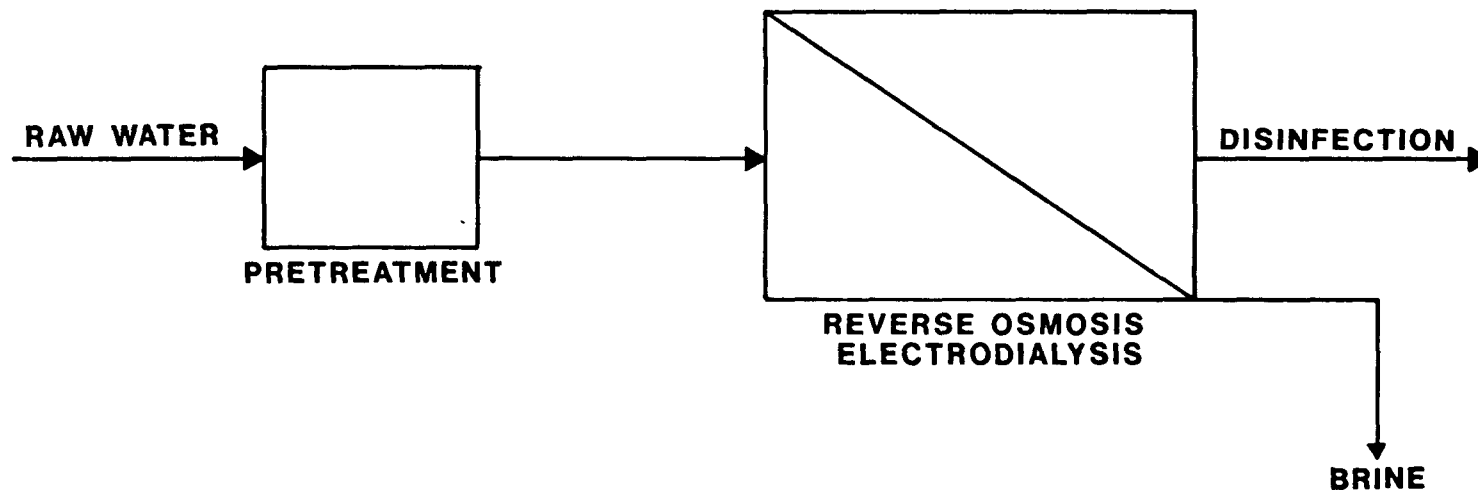 RAW WATER
PRETREATMENT
REVERSE OSMOSIS
ELECTRODIALYSIS
DISINFECTION
BRINE